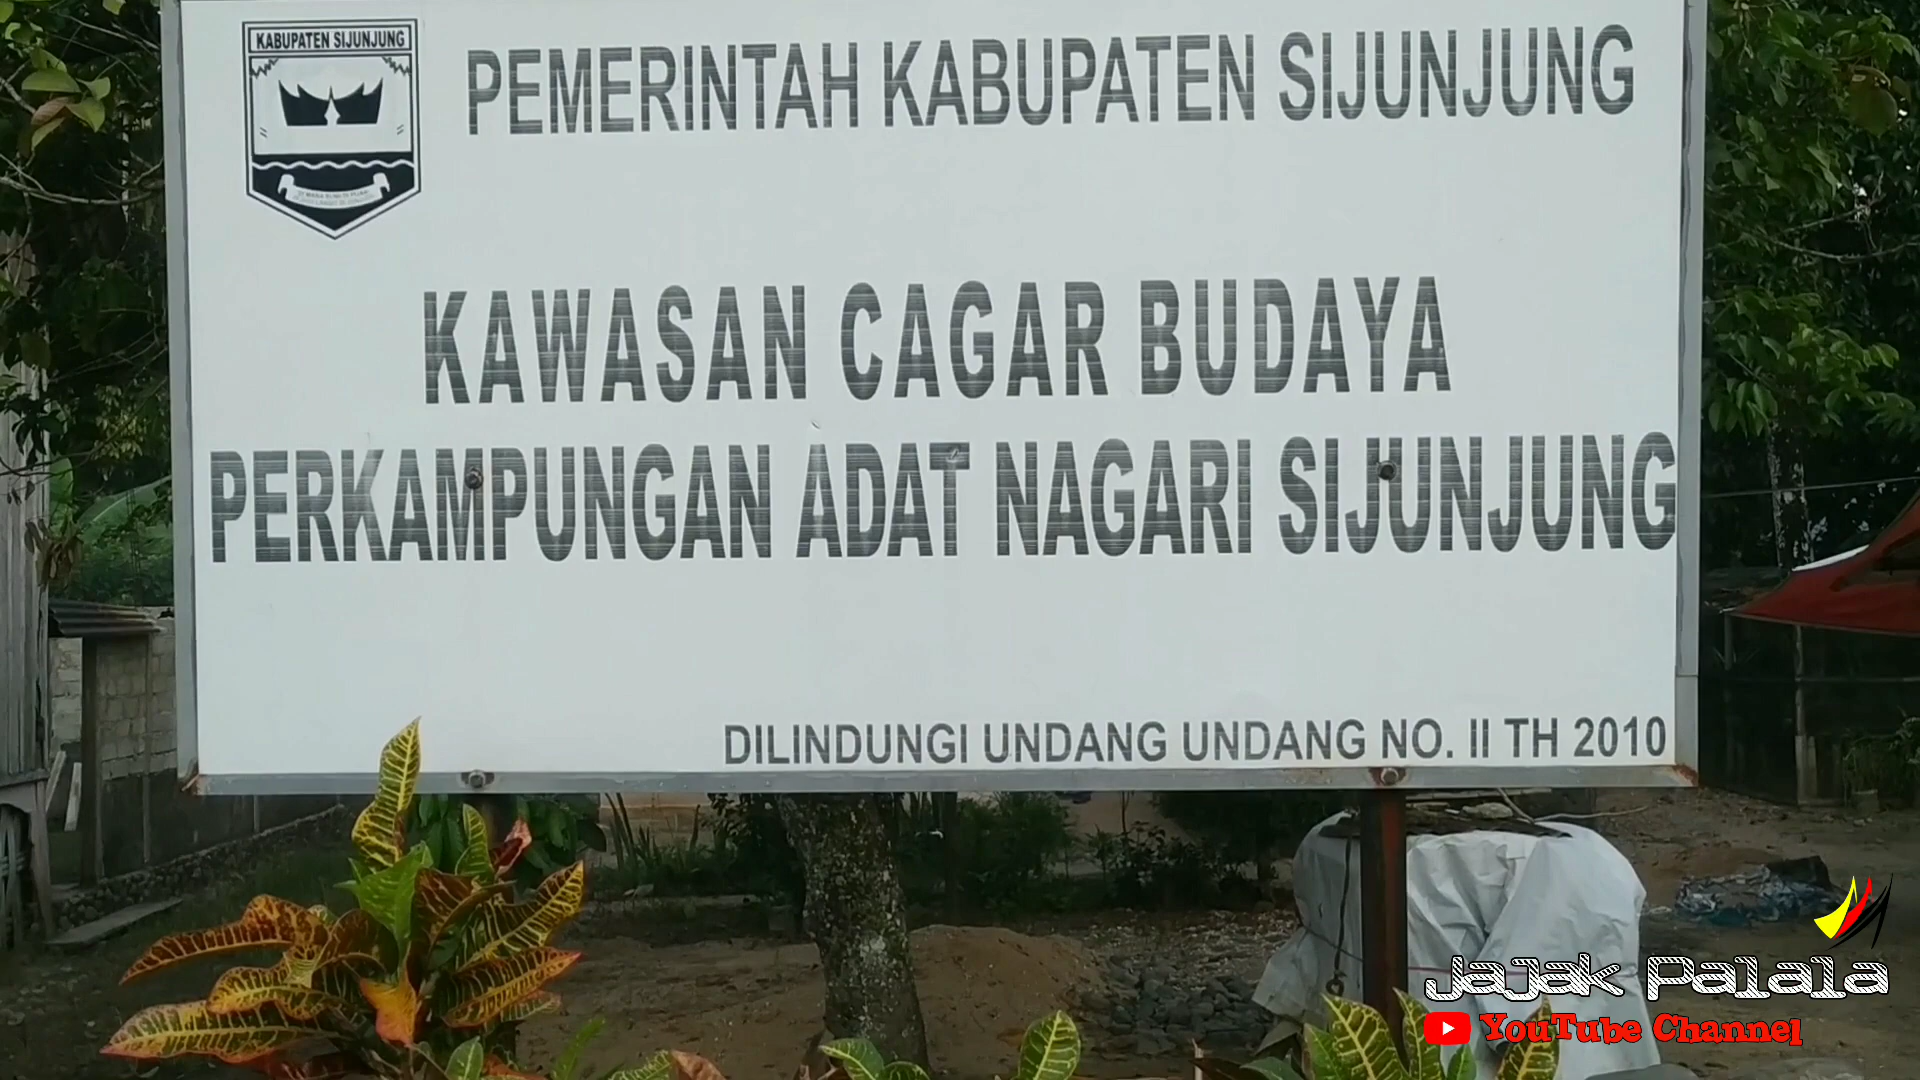 KABUPATEN SIJUNJUNG
PEMERINTAH KABUPATEN SIJUNJUNG
KAWASAN CAGAR BUDAYA
PERKAMPUNGAN ADAT NAGARI SIJUNJUNG
DILINDUNGI UNDANG UNDANG NO. II TH 2010
Jajak Palala
YouTube Channel